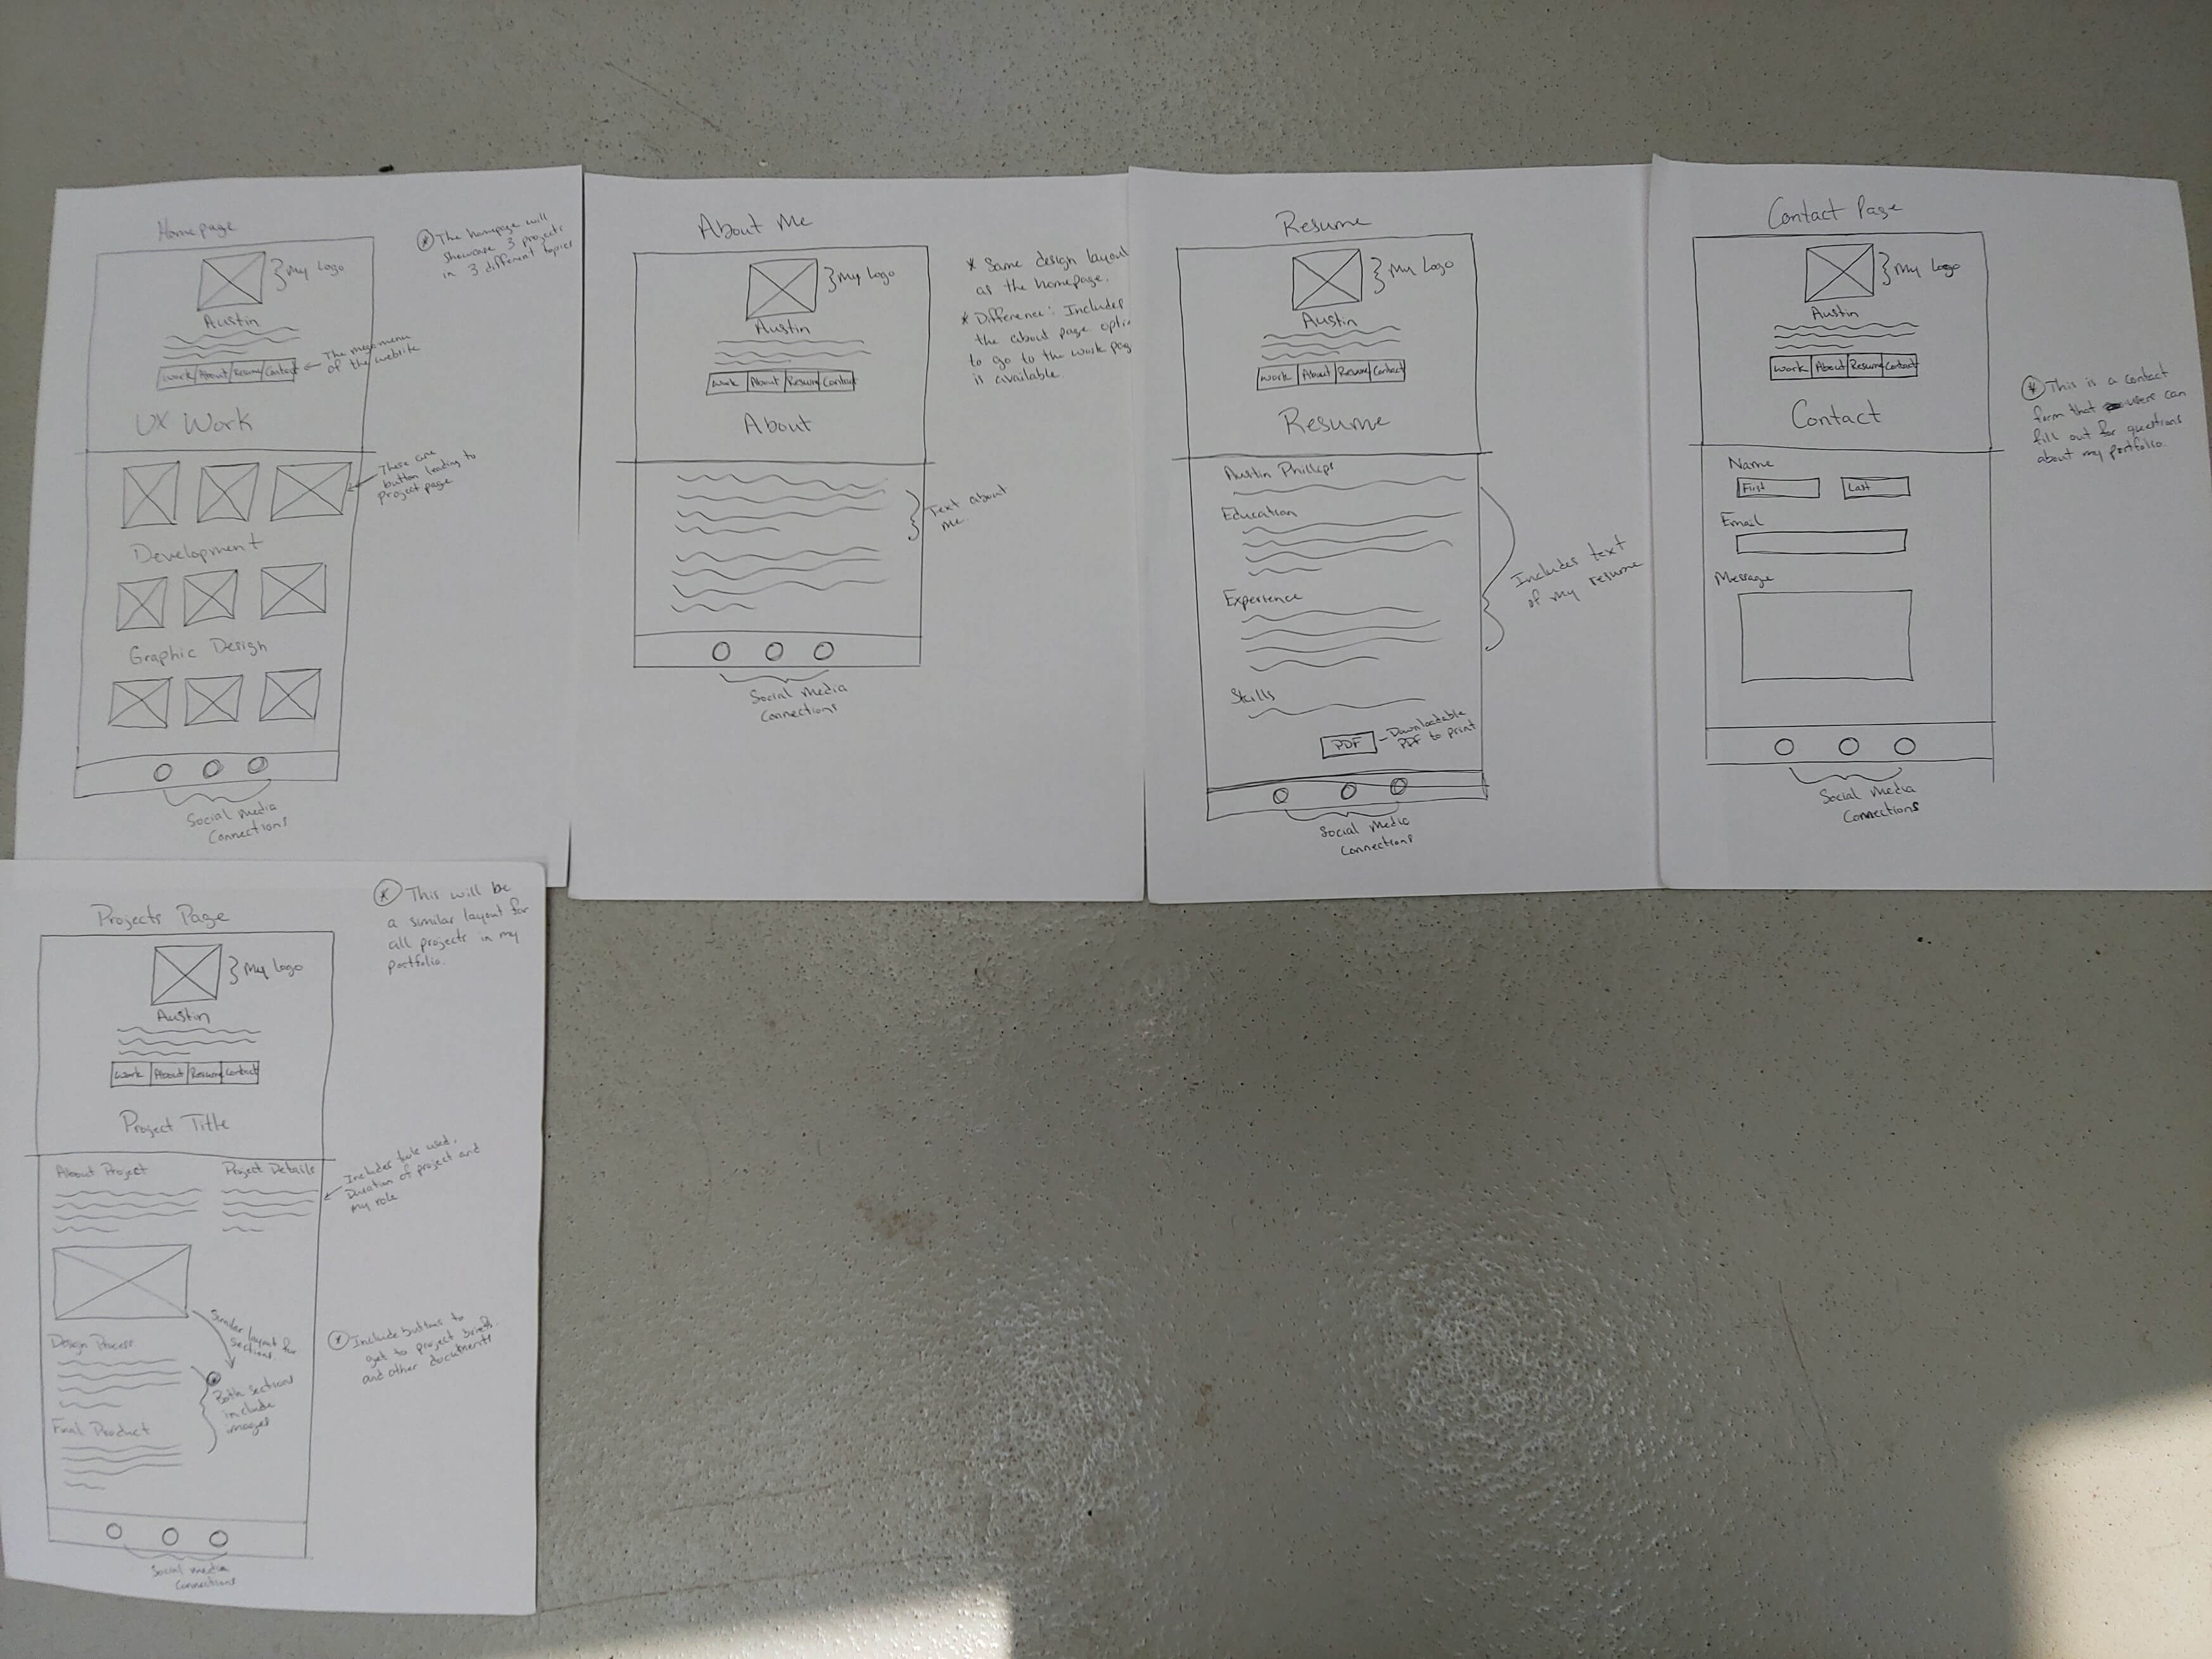 Homepage
My Logo
Austin
Work About Resume Contact
The megamenu
of the website
UX Work
Development
Graphic Design
Social Media
Connections
* The homepage will
showcase 3 projects
in 3 different topics
These are
button leading to
project page
About Me
My Logo
Austin
Work About Resume Contact
About
Text about
me
Social Media
Connections
* Same design layout
as the homepage.
* Difference: Includes
the about page
to go to the work
is available.
Resume
My Logo
Austin
Work About Resume Contact
Resume
Austin Phillips
Education
Experience
Skills
PDF
Downloadable
PDF to print
Includes text
of my resume
Social Media
Connections
Contact Page
My Logo
Austin
Work About Resume Contact
Contact
Name
First Last
Email
Message
Social Media
Connections
* This is a contact
form that users can
fill out for questions
about my portfolio.
Projects Page
My Logo
Austin
Work About Resume Contact
Project Title
About Project Project Details
Design Process
Final Product
Similar layout for
sections.
Both sections
include
images
Social media
Connections
* This will be
a similar layout for
all projects in my
portfolio.
Includes used,
Duration of project and
my role
* Include buttons to
get to project briefs
and other documents